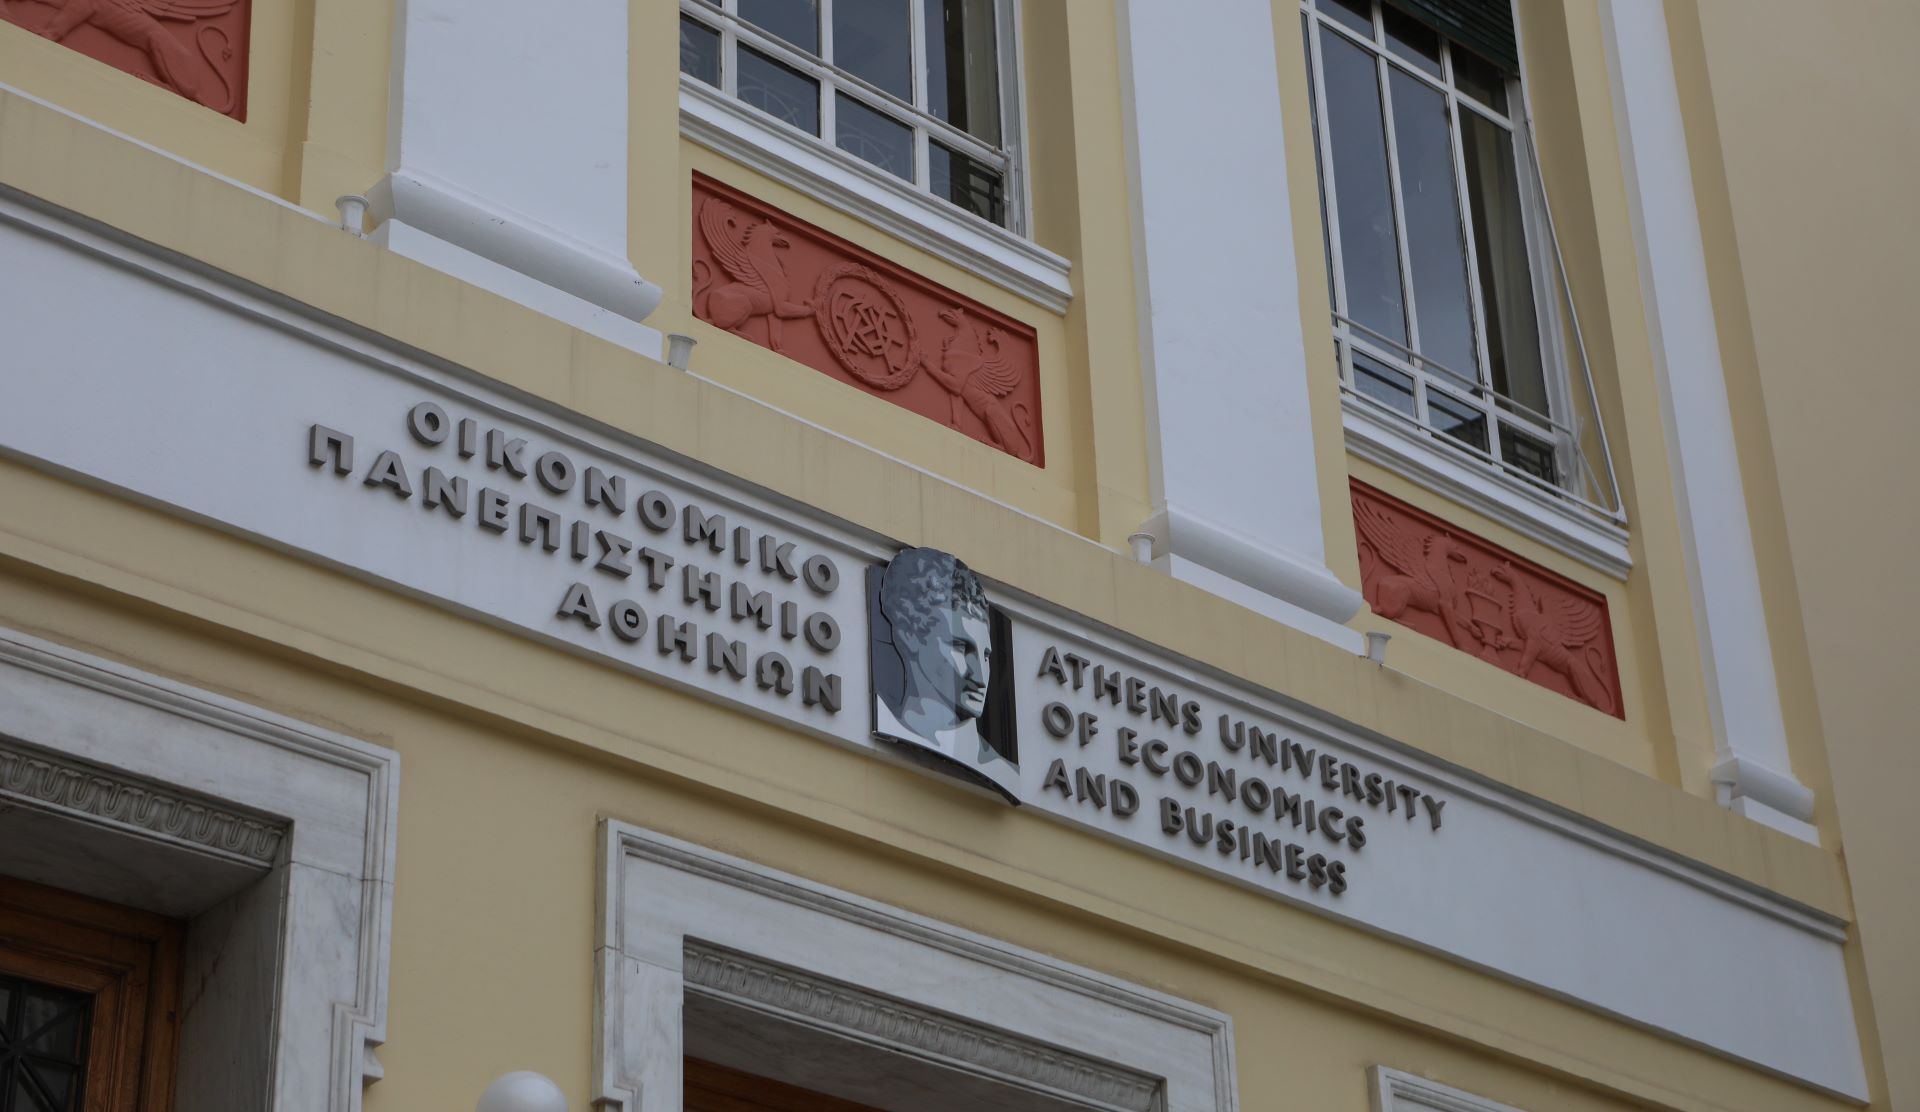 ΟΙΚΟΝΟΜΙΚΟ
ΠΑΝΕΠΙΣΤΗΜΙΟ
ΑΘΗΝΩΝ
ATHENS UNIVERSITY
OF ECONOMICS
AND BUSINESS